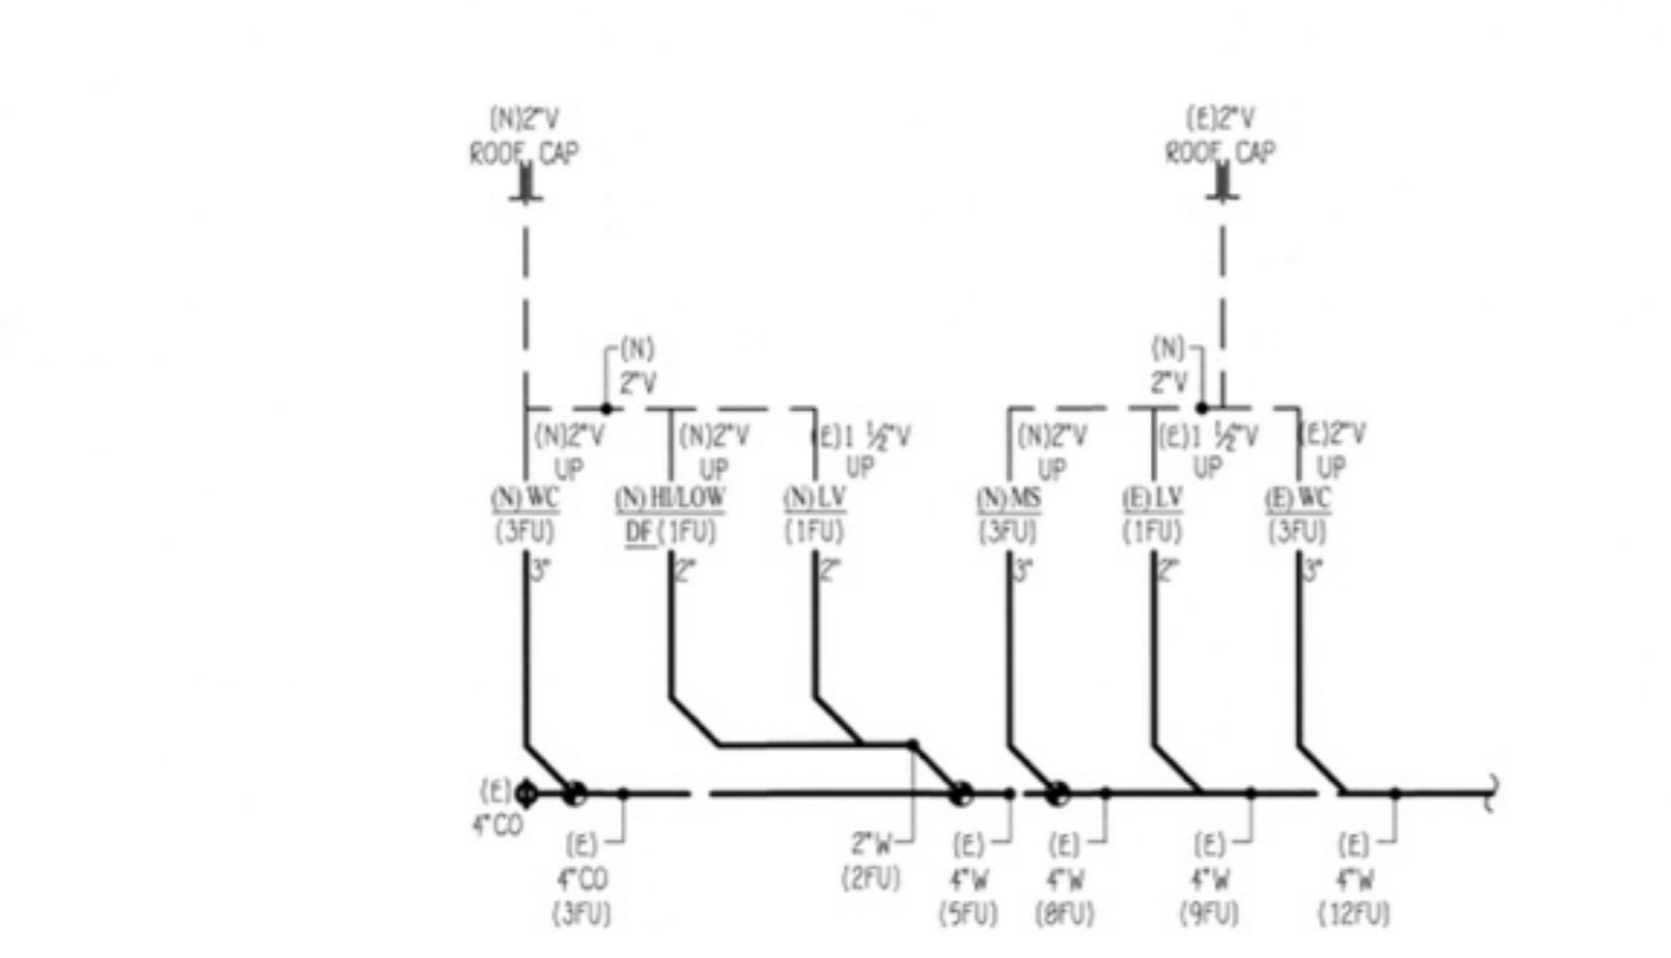 (N)2"V
ROOF CAP
(E)2"V
ROOF CAP
(N)
2"V
(N)
2"V
(N)2"V
UP
(N)2"V
UP
(E)1 ½"V
UP
(N)2"V
UP
(E)1 ½"V
UP
(E)2"V
UP
(N) WC
(3FU)
(N) HI/LOW
DF (1FU)
(N) LV
(1FU)
(N) MS
(3FU)
(E) LV
(1FU)
(E) WC
(3FU)
3"
2"
2"
3"
2"
3"
(E)
4"CO
(E)
4"CO
(3FU)
2"W
(2FU)
(E)
4"W
(5FU)
(E)
4"W
(8FU)
(E)
4"W
(9FU)
(E)
4"W
(12FU)